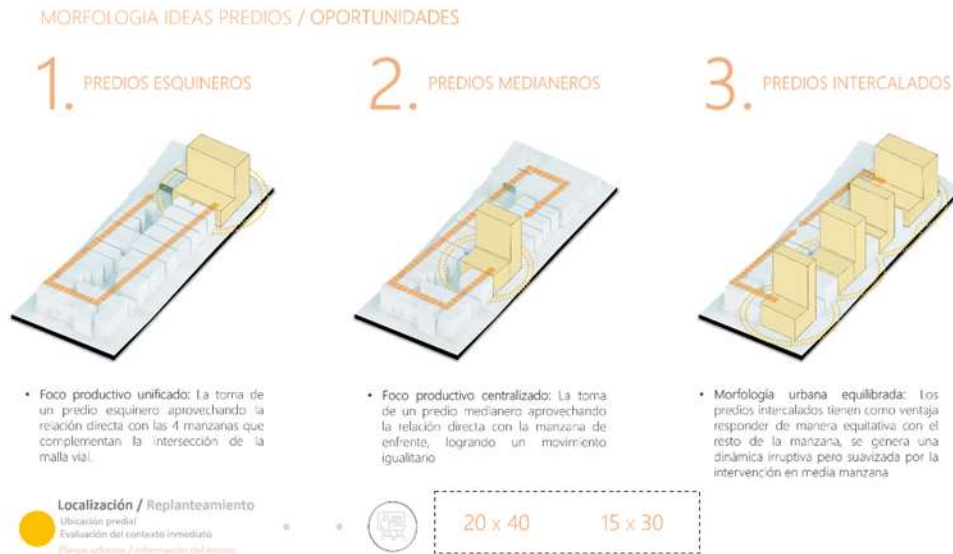 MORFOLOGIA IDEAS PREDIOS / OPORTUNIDADES
1. PREDIOS ESQUINEROS
2. PREDIOS MEDIANEROS
3. PREDIOS INTERCALADOS
• Foco productivo unificado: La toma de
un predio esquinero aprovechando la
relación directa con las 4 manzanas que
complementan la intersección de la
malla vial.
• Foco productivo centralizado: La toma
de un predio medianero aprovechando
la relación directa con la manzana de
enfrente, logrando un movimiento
igualitario
• Morfología urbana equilibrada: Los
predios intercalados tienen como ventaja
responder de manera equitativa con el
resto de la manzana, se genera una
dinámica irruptiva pero suavizada por la
intervención en media manzana
Localización / Replanteamiento
Ubicación predial
Evaluación del contexto inmediato
Planos urbanos / información del mismo
20 x 40
15 x 30